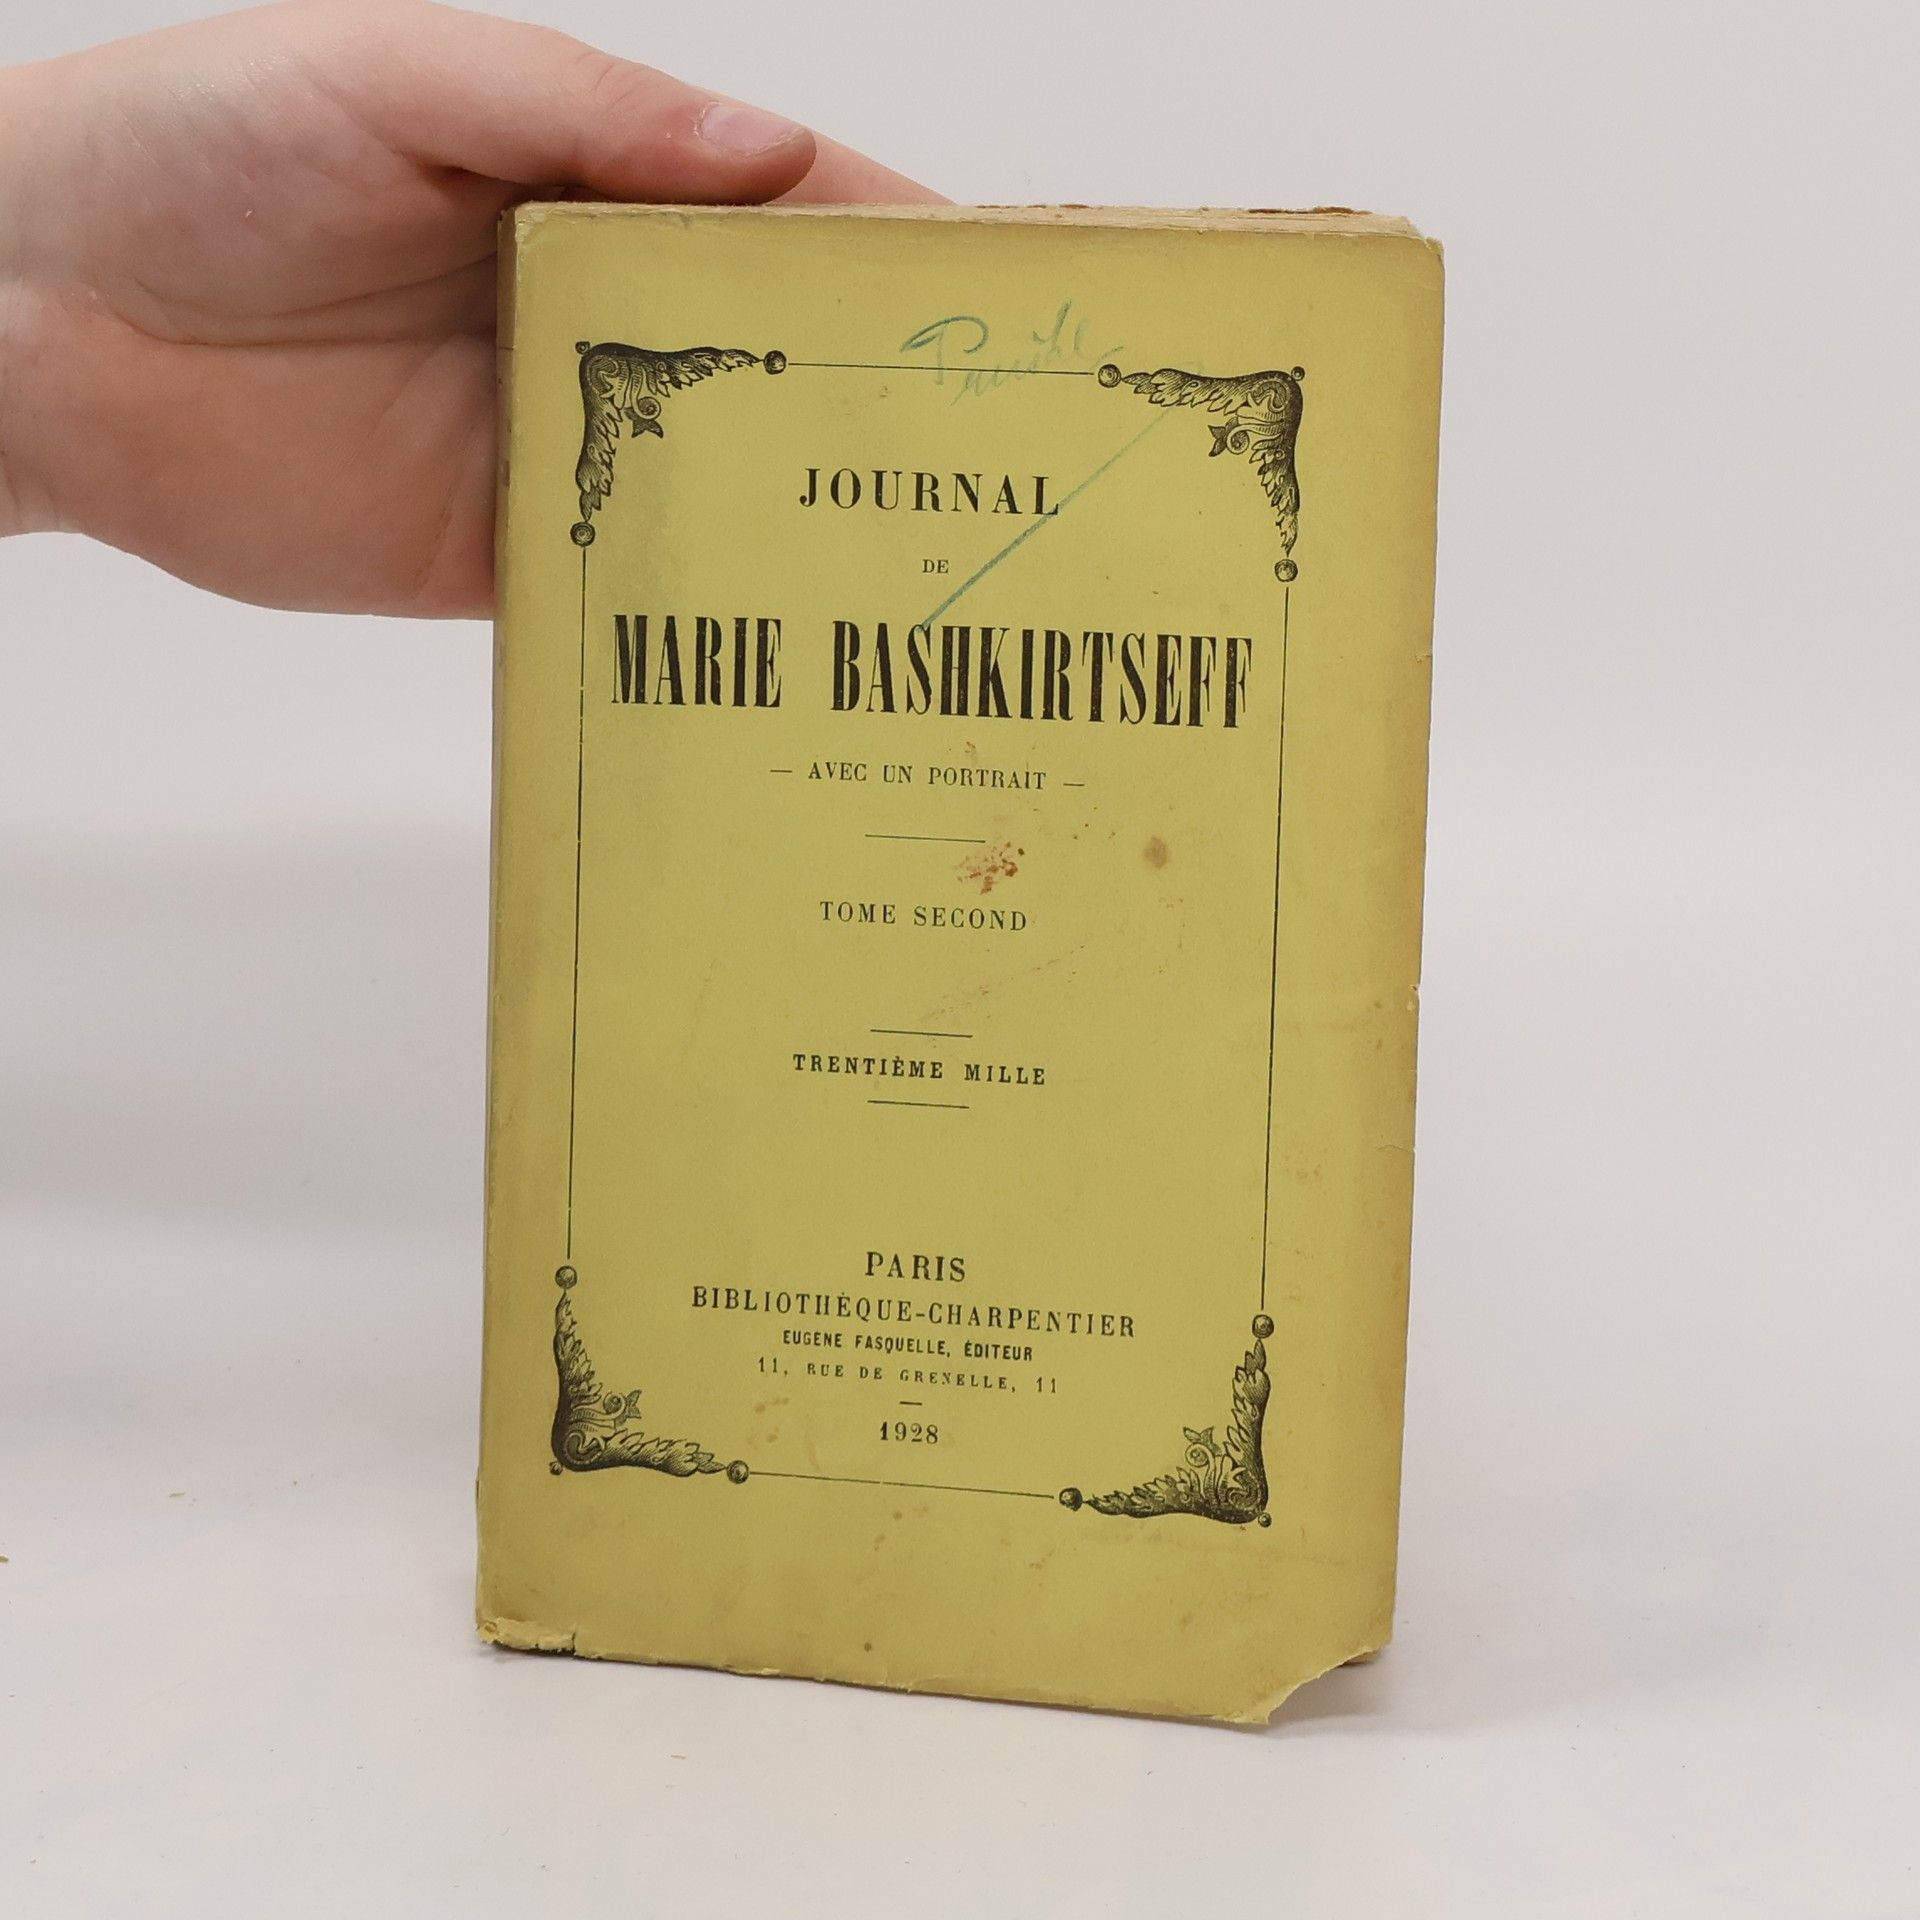 JOURNAL
DE
MARIE BASHKIRTSEFF
— AVEC UN PORTRAIT —
TOME SECOND
TRENTIÈME MILLE
PARIS
BIBLIOTHÈQUE-CHARPENTIER
EUGÈNE FASQUELLE, ÉDITEUR
11, RUE DE GRENELLE, 11
1928